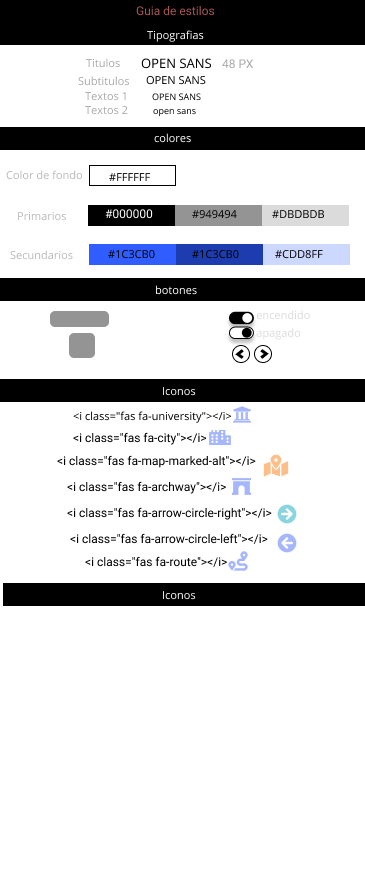 Guia de estilos
Tipografias
Titulos OPEN SANS 48 PX
Subtitulos OPEN SANS
Textos 1 OPEN SANS
Textos 2 open sans
colores
Color de fondo #FFFFFF
Primarios #000000 #949494 #DBDBDB
Secundarios #1C3CB0 #1C3CB0 #CDD8FF
botones
encendido
apagado
Iconos
<i class="fas fa-university"></i>
<i class="fas fa-city"></i>
<i class="fas fa-map-marked-alt"></i>
<i class="fas fa-archway"></i>
<i class="fas fa-arrow-circle-right"></i>
<i class="fas fa-arrow-circle-left"></i>
<i class="fas fa-route"></i>
Iconos